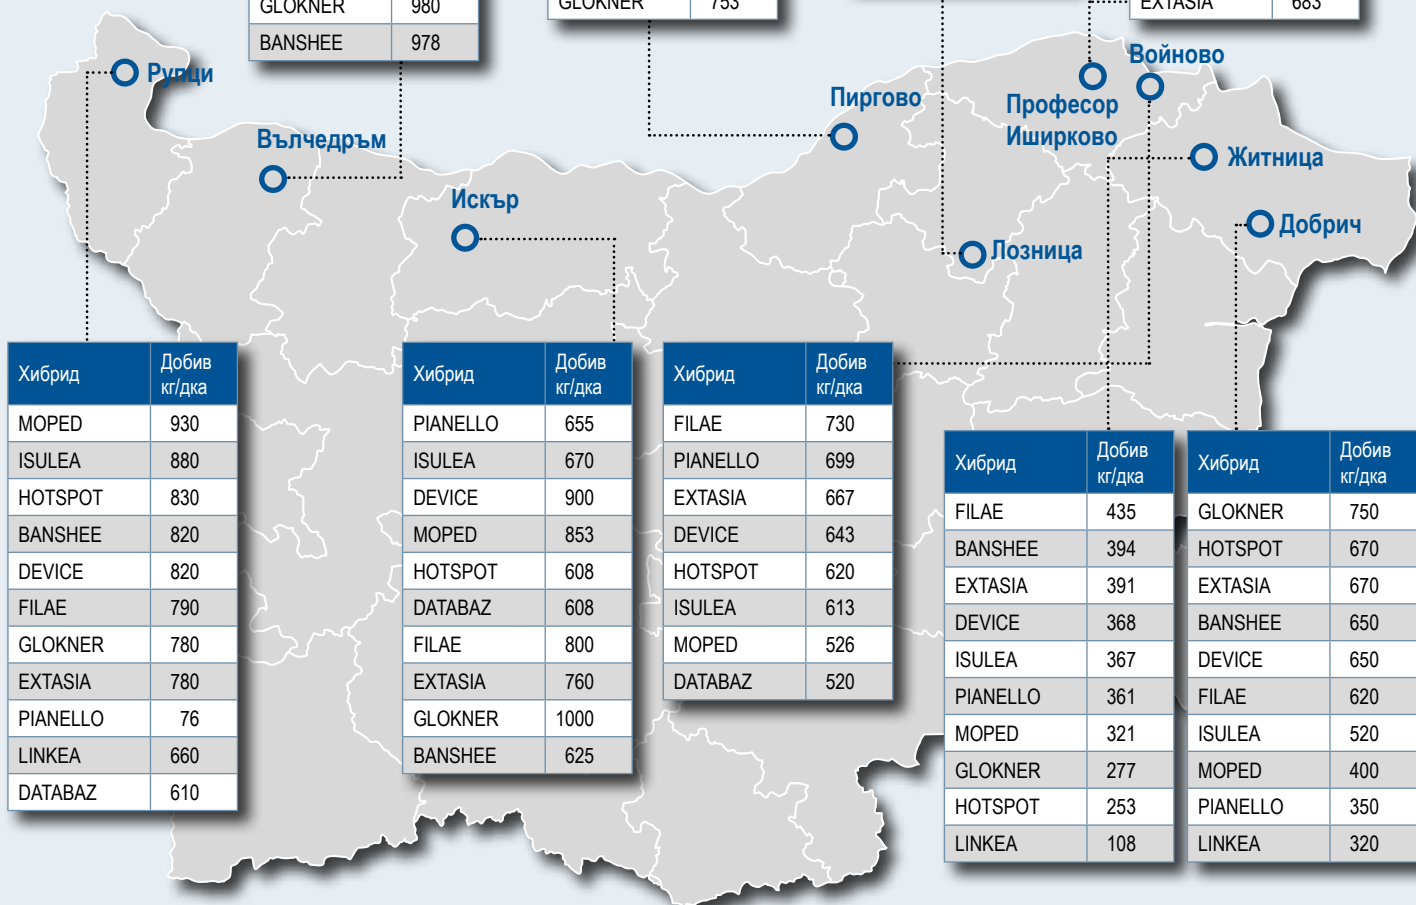 GLOKNER 980
BANSHEE 978
GLOKNER 753
EXTASIA 683
Рупци
Вълчедръм
Искър
Пиргово
Професор
Иширково
Войново
Житница
Добрич
Лозница
Хибрид Добив
кг/дка
MOPED 930
ISULEA 880
HOTSPOT 830
BANSHEE 820
DEVICE 820
FILAE 790
GLOKNER 780
EXTASIA 780
PIANELLO 76
LINKEA 660
DATABAZ 610
Хибрид Добив
кг/дка
PIANELLO 655
ISULEA 670
DEVICE 900
MOPED 853
HOTSPOT 608
DATABAZ 608
FILAE 800
EXTASIA 760
GLOKNER 1000
BANSHEE 625
Хибрид Добив
кг/дка
FILAE 730
PIANELLO 699
EXTASIA 667
DEVICE 643
HOTSPOT 620
ISULEA 613
MOPED 526
DATABAZ 520
Хибрид Добив
кг/дка
FILAE 435
BANSHEE 394
EXTASIA 391
DEVICE 368
ISULEA 367
PIANELLO 361
MOPED 321
GLOKNER 277
HOTSPOT 253
LINKEA 108
Хибрид Добив
кг/дка
GLOKNER 750
HOTSPOT 670
EXTASIA 670
BANSHEE 650
DEVICE 650
FILAE 620
ISULEA 520
MOPED 400
PIANELLO 350
LINKEA 320